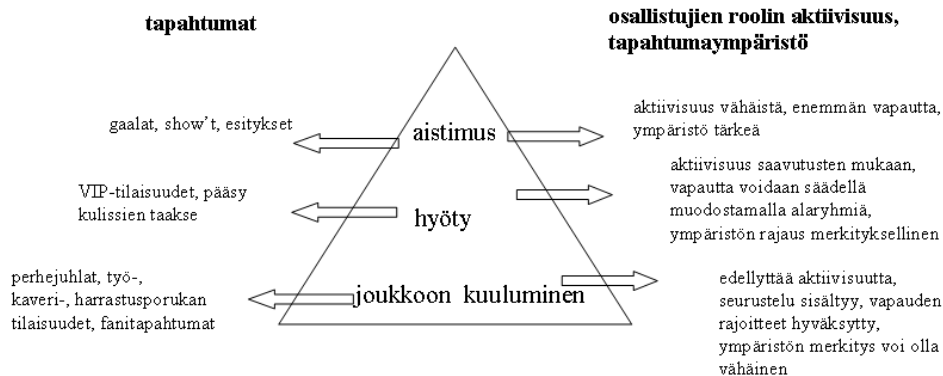 tapahtumat
osallistujien roolin aktiivisuus,
tapahtumaympäristö
gaalat, show't, esitykset
aistimus
aktiivisuus vähäistä, enemmän vapautta,
ympäristö tärkeä
VIP-tilaisuudet, pääsy
kulissien taakse
hyöty
aktiivisuus saavutusten mukaan,
vapautta voidaan säädellä
muodostamalla alaryhmiä,
ympäristön rajaus merkityksellinen
perhejuhlat, työ-,
kaveri-, harrastusporukan
tilaisuudet, fanitapahtumat
joukkoon kuuluminen
edellyttää aktiivisuutta,
seurustelu sisältyy, vapauden
rajoitteet hyväksytty,
ympäristön merkitys voi olla
vähäinen